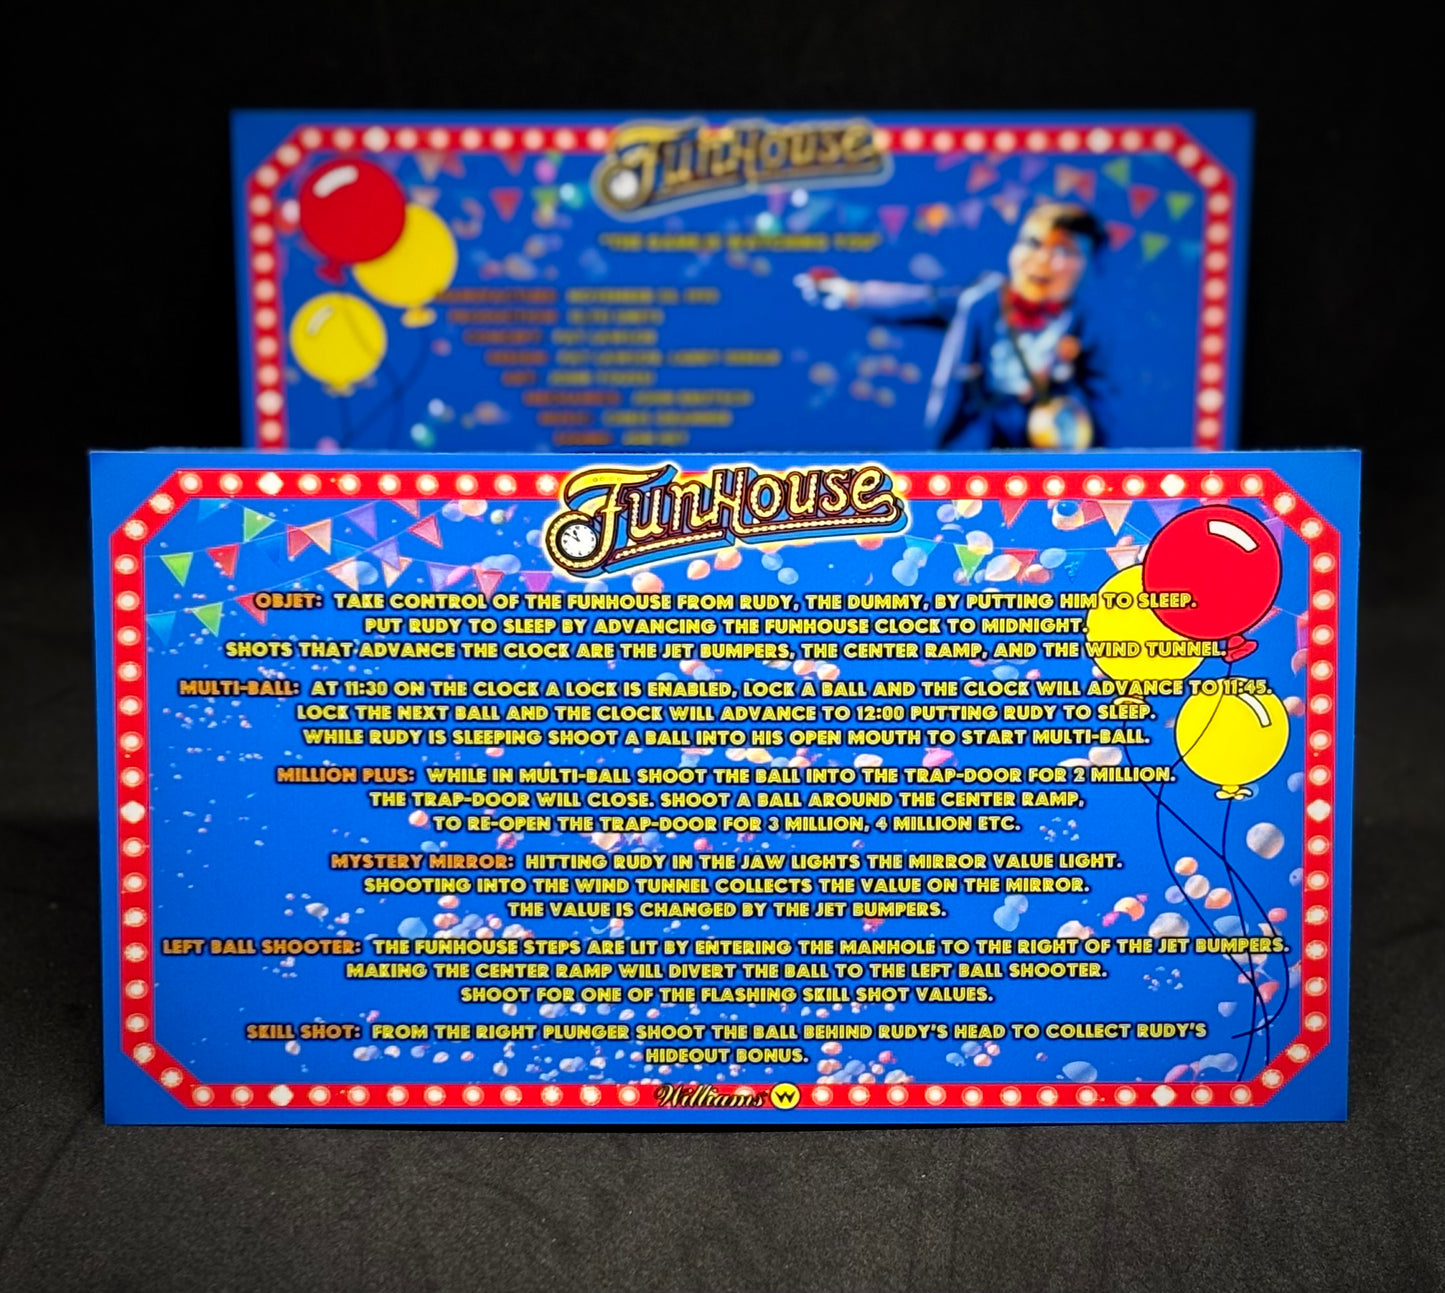 FunHouse
NOVEMBER
FunHouse
OBJET: TAKE CONTROL OF THE FUNHOUSE FROM RUDY, THE DUMMY, BY PUTTING HIM TO SLEEP.
PUT RUDY TO SLEEP BY ADVANCING THE FUNHOUSE CLOCK TO MIDNIGHT.
SHOTS THAT ADVANCE THE CLOCK ARE THE JET BUMPERS, THE CENTER RAMP, AND THE WIND TUNNEL.
MULTI-BALL: AT 11:30 ON THE CLOCK A LOCK IS ENABLED, LOCK A BALL AND THE CLOCK WILL ADVANCE TO 11:45.
LOCK THE NEXT BALL AND THE CLOCK WILL ADVANCE TO 12:00 PUTTING RUDY TO SLEEP.
WHILE RUDY IS SLEEPING SHOOT A BALL INTO HIS OPEN MOUTH TO START MULTI-BALL.
MILLION PLUS: WHILE IN MULTI-BALL SHOOT THE BALL INTO THE TRAP-DOOR FOR 2 MILLION.
THE TRAP-DOOR WILL CLOSE. SHOOT A BALL AROUND THE CENTER RAMP,
TO RE-OPEN THE TRAP-DOOR FOR 3 MILLION, 4 MILLION ETC.
MYSTERY MIRROR: HITTING RUDY IN THE JAW LIGHTS THE MIRROR VALUE LIGHT.
SHOOTING INTO THE WIND TUNNEL COLLECTS THE VALUE ON THE MIRROR.
THE VALUE IS CHANGED BY THE JET BUMPERS.
LEFT BALL SHOOTER: THE FUNHOUSE STEPS ARE LIT BY ENTERING THE MANHOLE TO THE RIGHT OF THE JET BUMPERS.
MAKING THE CENTER RAMP WILL DIVERT THE BALL TO THE LEFT BALL SHOOTER.
SHOOT FOR ONE OF THE FLASHING SKILL SHOT VALUES.
SKILL SHOT: FROM THE RIGHT PLUNGER SHOOT THE BALL BEHIND RUDY'S HEAD TO COLLECT RUDY'S
HIDEOUT BONUS.
Williams W